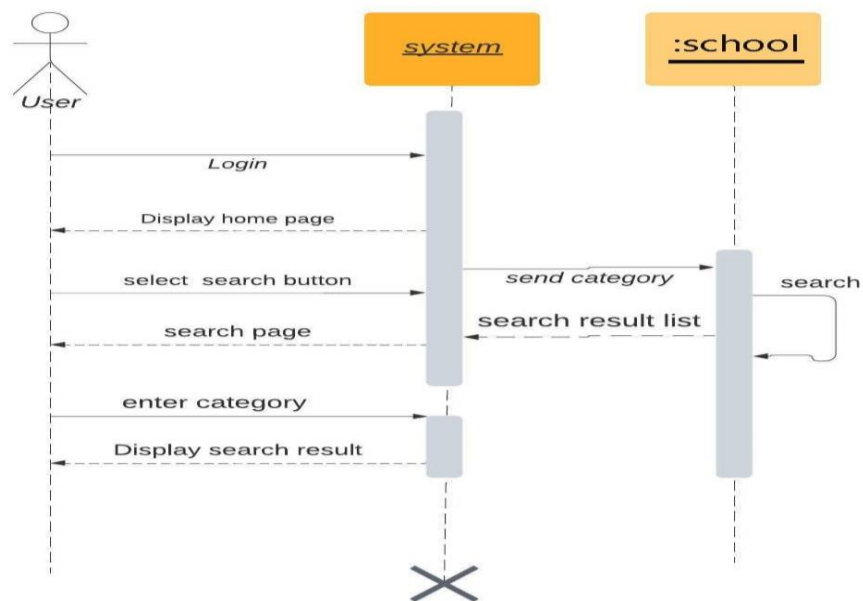 system
:school
User
Login
Display home page
send category
select search button
search
search result list
search page
enter category
Display search result